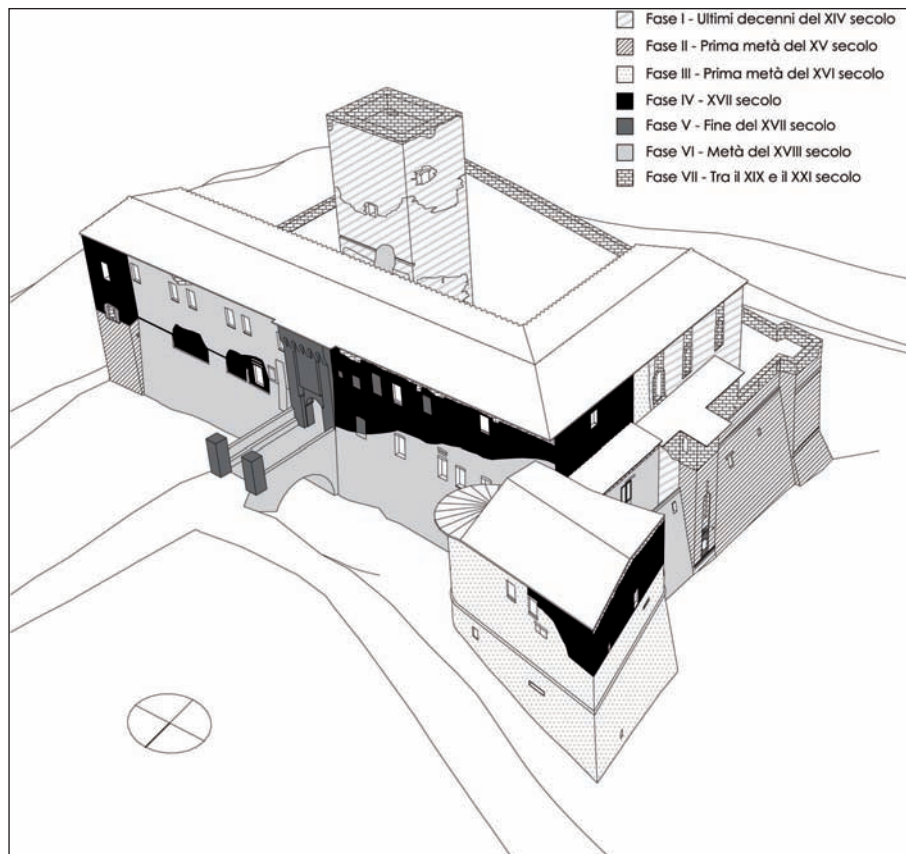 Fase I - Ultimi decenni del XIV secolo
Fase II - Prima metà del XV secolo
Fase III - Prima metà del XVI secolo
Fase IV - XVII secolo
Fase V - Fine del XVII secolo
Fase VI - Metà del XVIII secolo
Fase VII - Tra il XIX e il XXI secolo